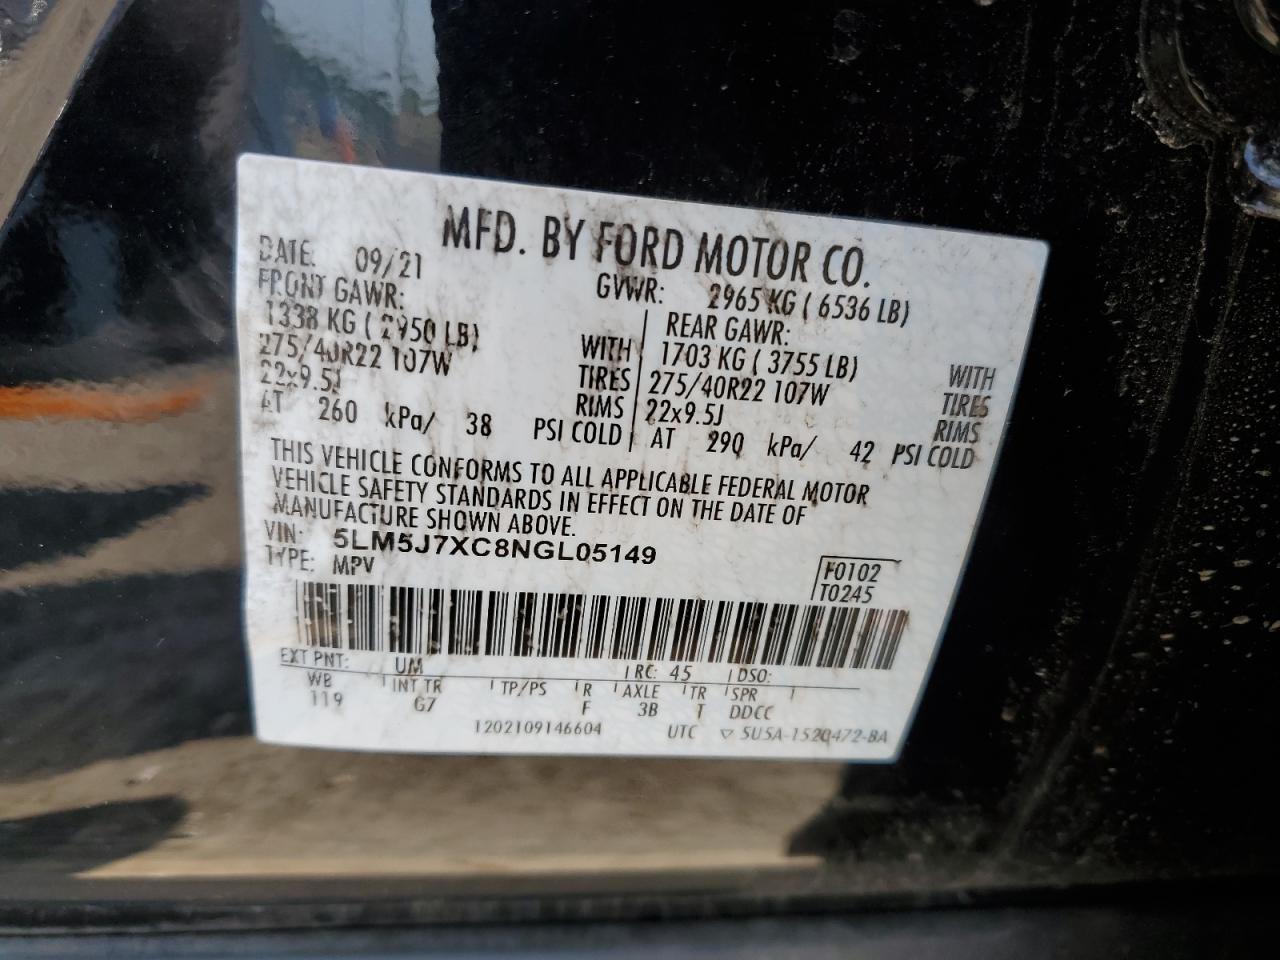 MFD. BY FORD MOTOR CO.
DATE: 09/21
GVWR: 2965 KG ( 6536 LB)
FRONT GAWR:
1338 KG ( 2950 LB) WITH
275/40R22 107W TIRES
22x9.5J RIMS
AT 260 kPa/ 38 PSI COLD
REAR GAWR:
1703 KG ( 3755 LB) WITH
275/40R22 107W TIRES
22x9.5J RIMS
AT 290 kPa/ 42 PSI COLD
THIS VEHICLE CONFORMS TO ALL APPLICABLE FEDERAL MOTOR
VEHICLE SAFETY STANDARDS IN EFFECT ON THE DATE OF
MANUFACTURE SHOWN ABOVE.
VIN: 5LM5J7XC8NGL05149
TYPE: MPV
F0102
T0245
EXT PNT: UM RC: 45 DSO:
WB INT TR TP/PS R AXLE TR SPR
119 G7 F 3B T DDCC
1202109146604 UTC ▽ 5U5A-1520472-BA